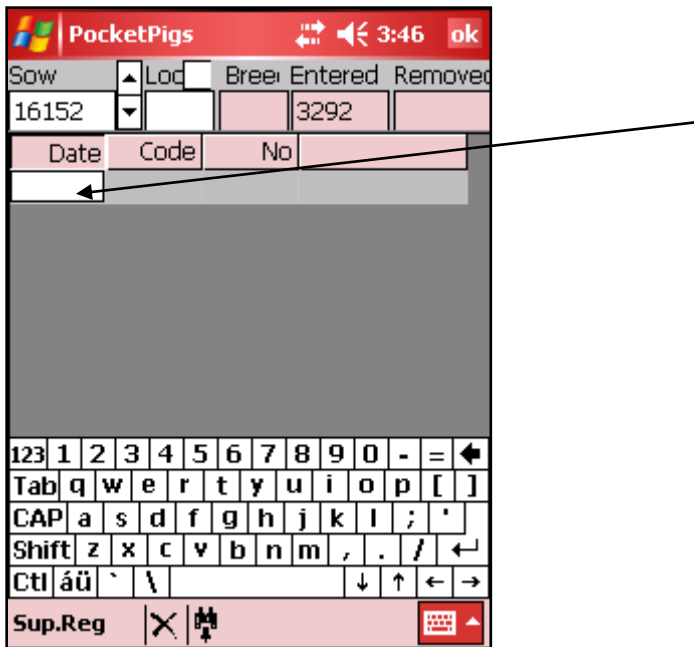 PocketPigs 3:46 ok
Sow Loc Bree Entered Removed
16152 3292
Date Code No
123 1 2 3 4 5 6 7 8 9 0 - =
Tab q w e r t y u i o p [ ]
CAP a s d f g h j k l ; '
Shift z x c v b n m , . /
Ctl áü ` \
Sup.Reg